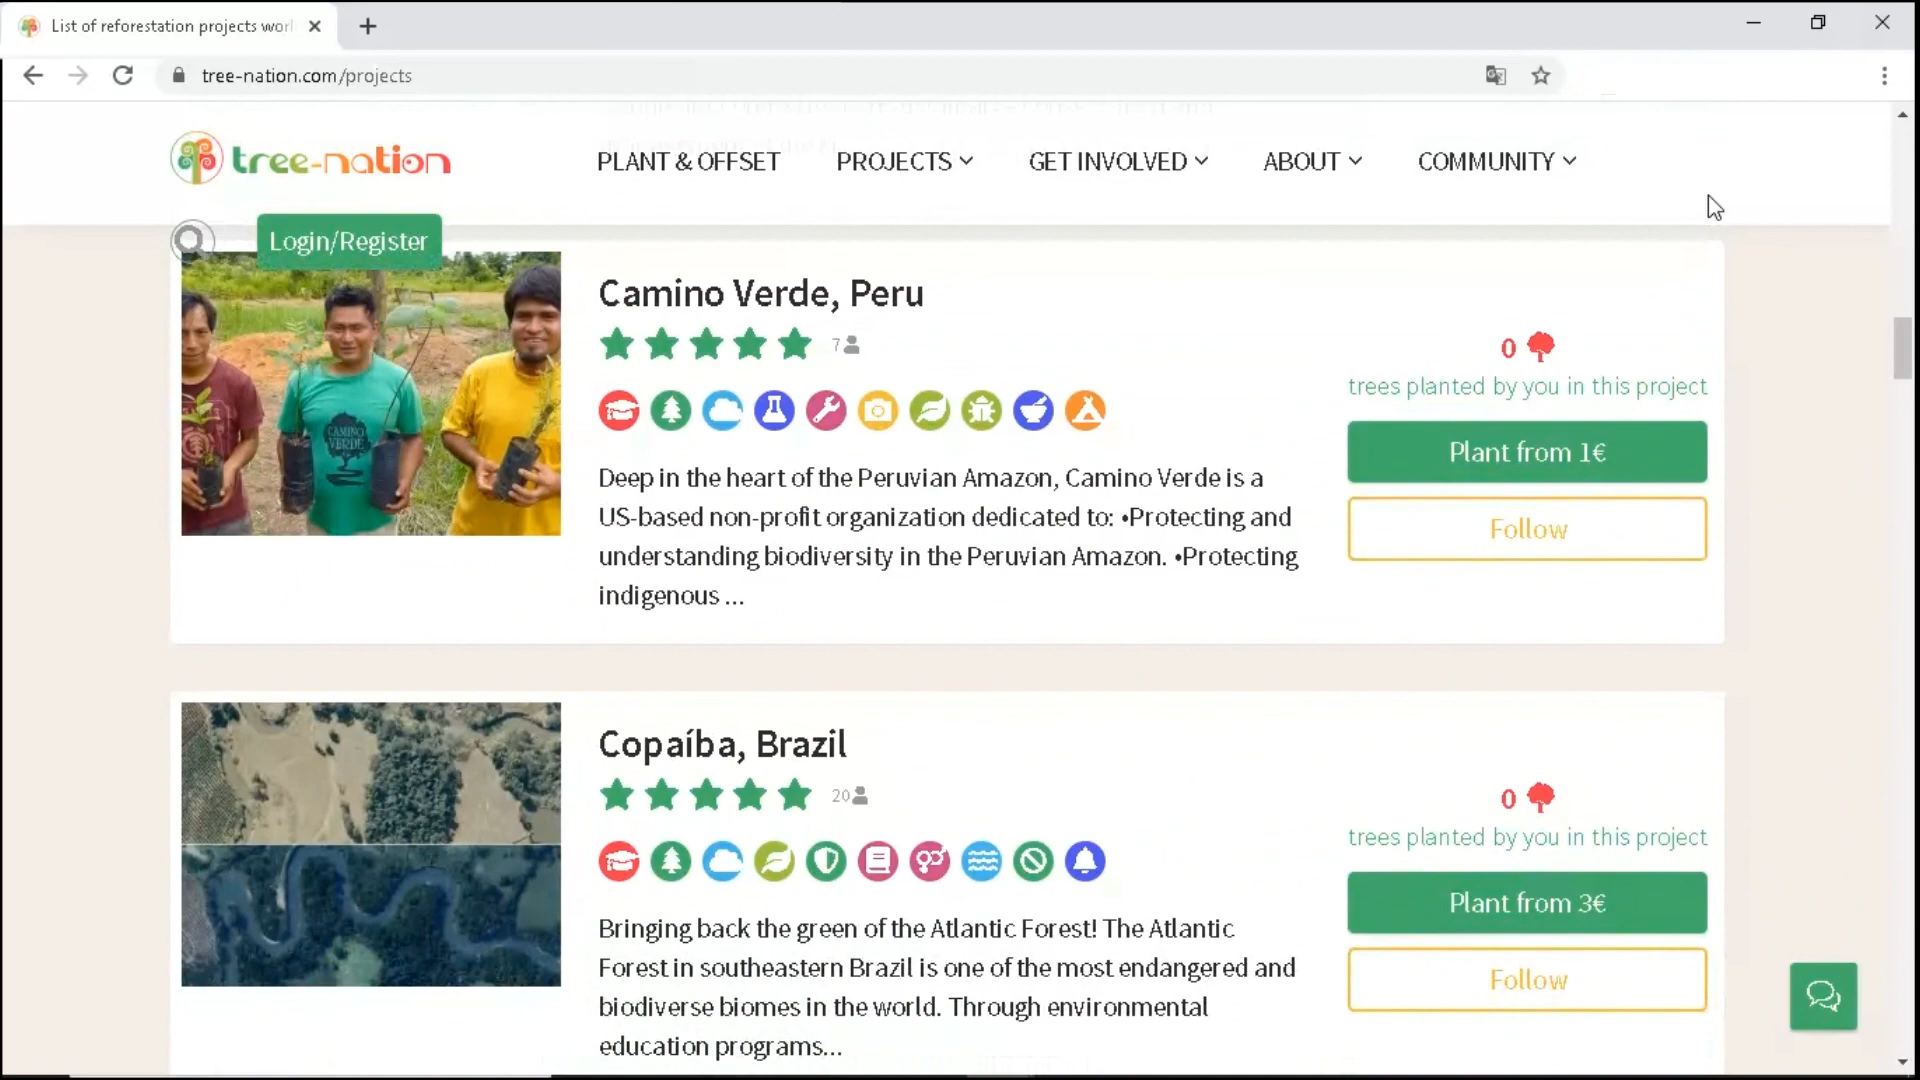 List of reforestation projects worl
tree-nation.com/projects
tree-nation
PLANT & OFFSET
PROJECTS
GET INVOLVED
ABOUT
COMMUNITY
Login/Register
Camino Verde, Peru
7
Deep in the heart of the Peruvian Amazon, Camino Verde is a
US-based non-profit organization dedicated to: •Protecting and
understanding biodiversity in the Peruvian Amazon. •Protecting
indigenous ...
0
trees planted by you in this project
Plant from 1€
Follow
CAMINO
VERDE
Copaíba, Brazil
20
Bringing back the green of the Atlantic Forest! The Atlantic
Forest in southeastern Brazil is one of the most endangered and
biodiverse biomes in the world. Through environmental
education programs...
0
trees planted by you in this project
Plant from 3€
Follow